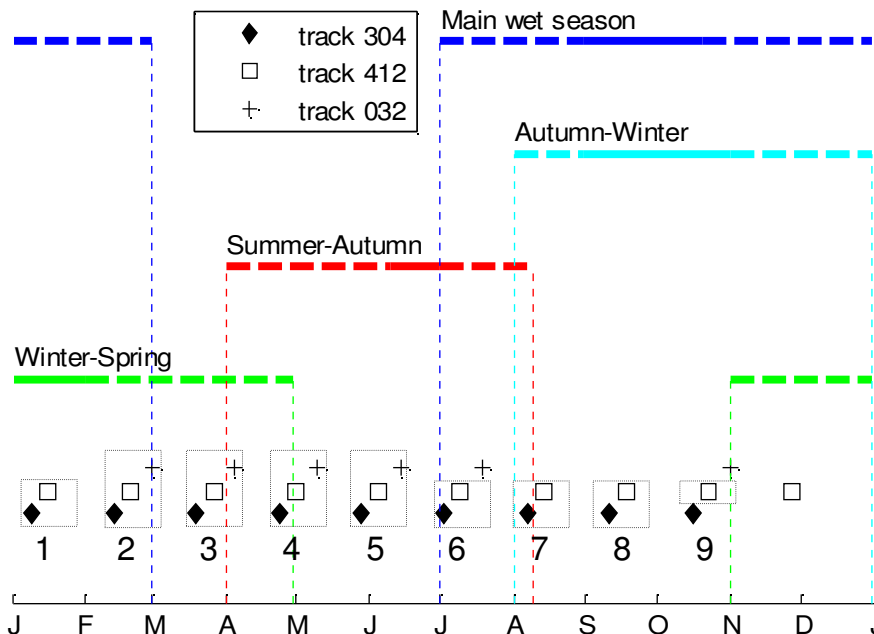 Main wet season
track 304
track 412
track 032
Autumn-Winter
Summer-Autumn
Winter-Spring
1 2 3 4 5 6 7 8 9
J F M A M J J A S O N D J